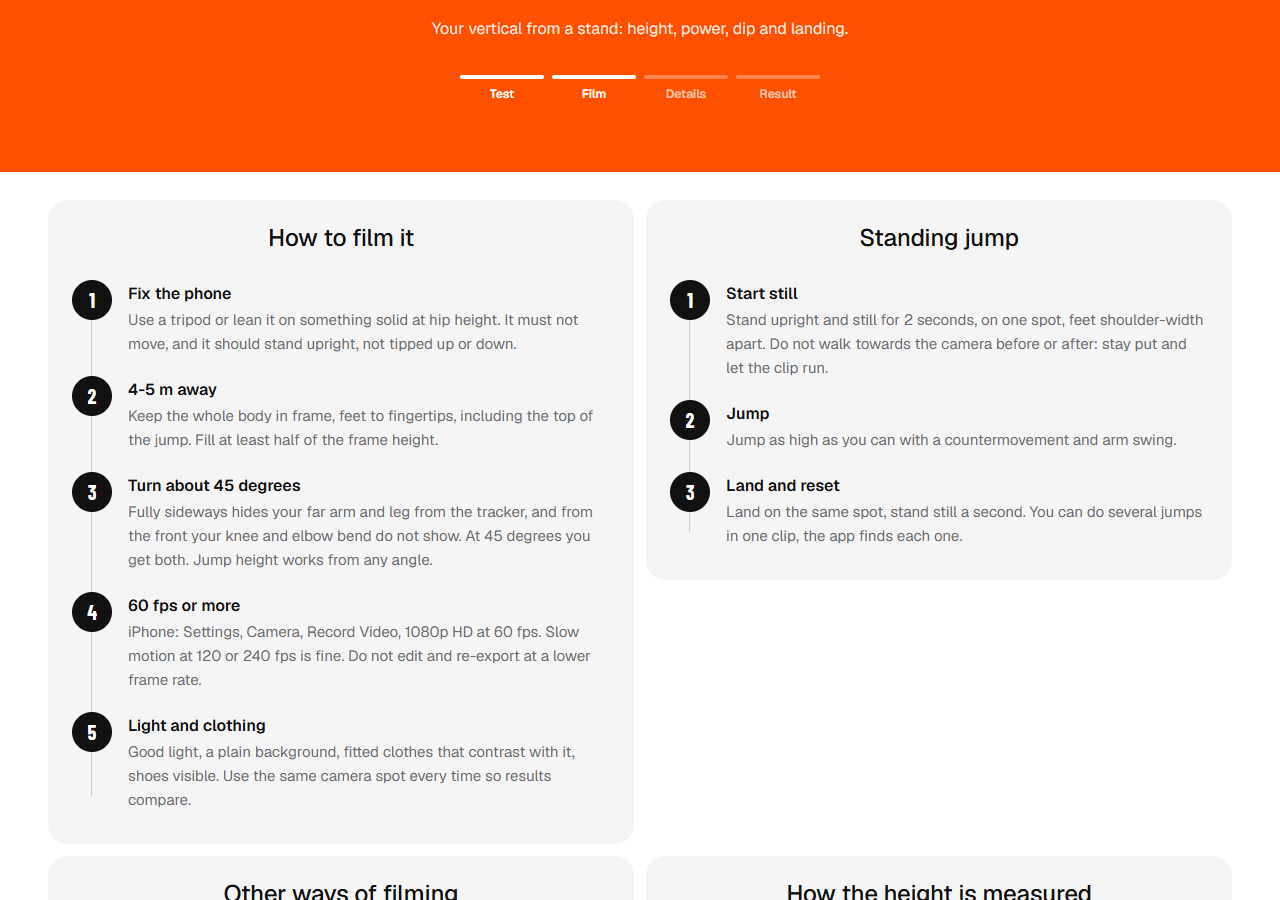 Your vertical from a stand: height, power, dip and landing.
Test
Film
Details
Result
How to film it
1
Fix the phone
Use a tripod or lean it on something solid at hip height. It must not
move, and it should stand upright, not tipped up or down.
2
4-5 m away
Keep the whole body in frame, feet to fingertips, including the top of
the jump. Fill at least half of the frame height.
3
Turn about 45 degrees
Fully sideways hides your far arm and leg from the tracker, and from
the front your knee and elbow bend do not show. At 45 degrees you
get both. Jump height works from any angle.
4
60 fps or more
iPhone: Settings, Camera, Record Video, 1080p HD at 60 fps. Slow
motion at 120 or 240 fps is fine. Do not edit and re-export at a lower
frame rate.
5
Light and clothing
Good light, a plain background, fitted clothes that contrast with it,
shoes visible. Use the same camera spot every time so results
compare.
Standing jump
1
Start still
Stand upright and still for 2 seconds, on one spot, feet shoulder-width
apart. Do not walk towards the camera before or after: stay put and
let the clip run.
2
Jump
Jump as high as you can with a countermovement and arm swing.
3
Land and reset
Land on the same spot, stand still a second. You can do several jumps
in one clip, the app finds each one.
Other ways of filming
How the height is measured